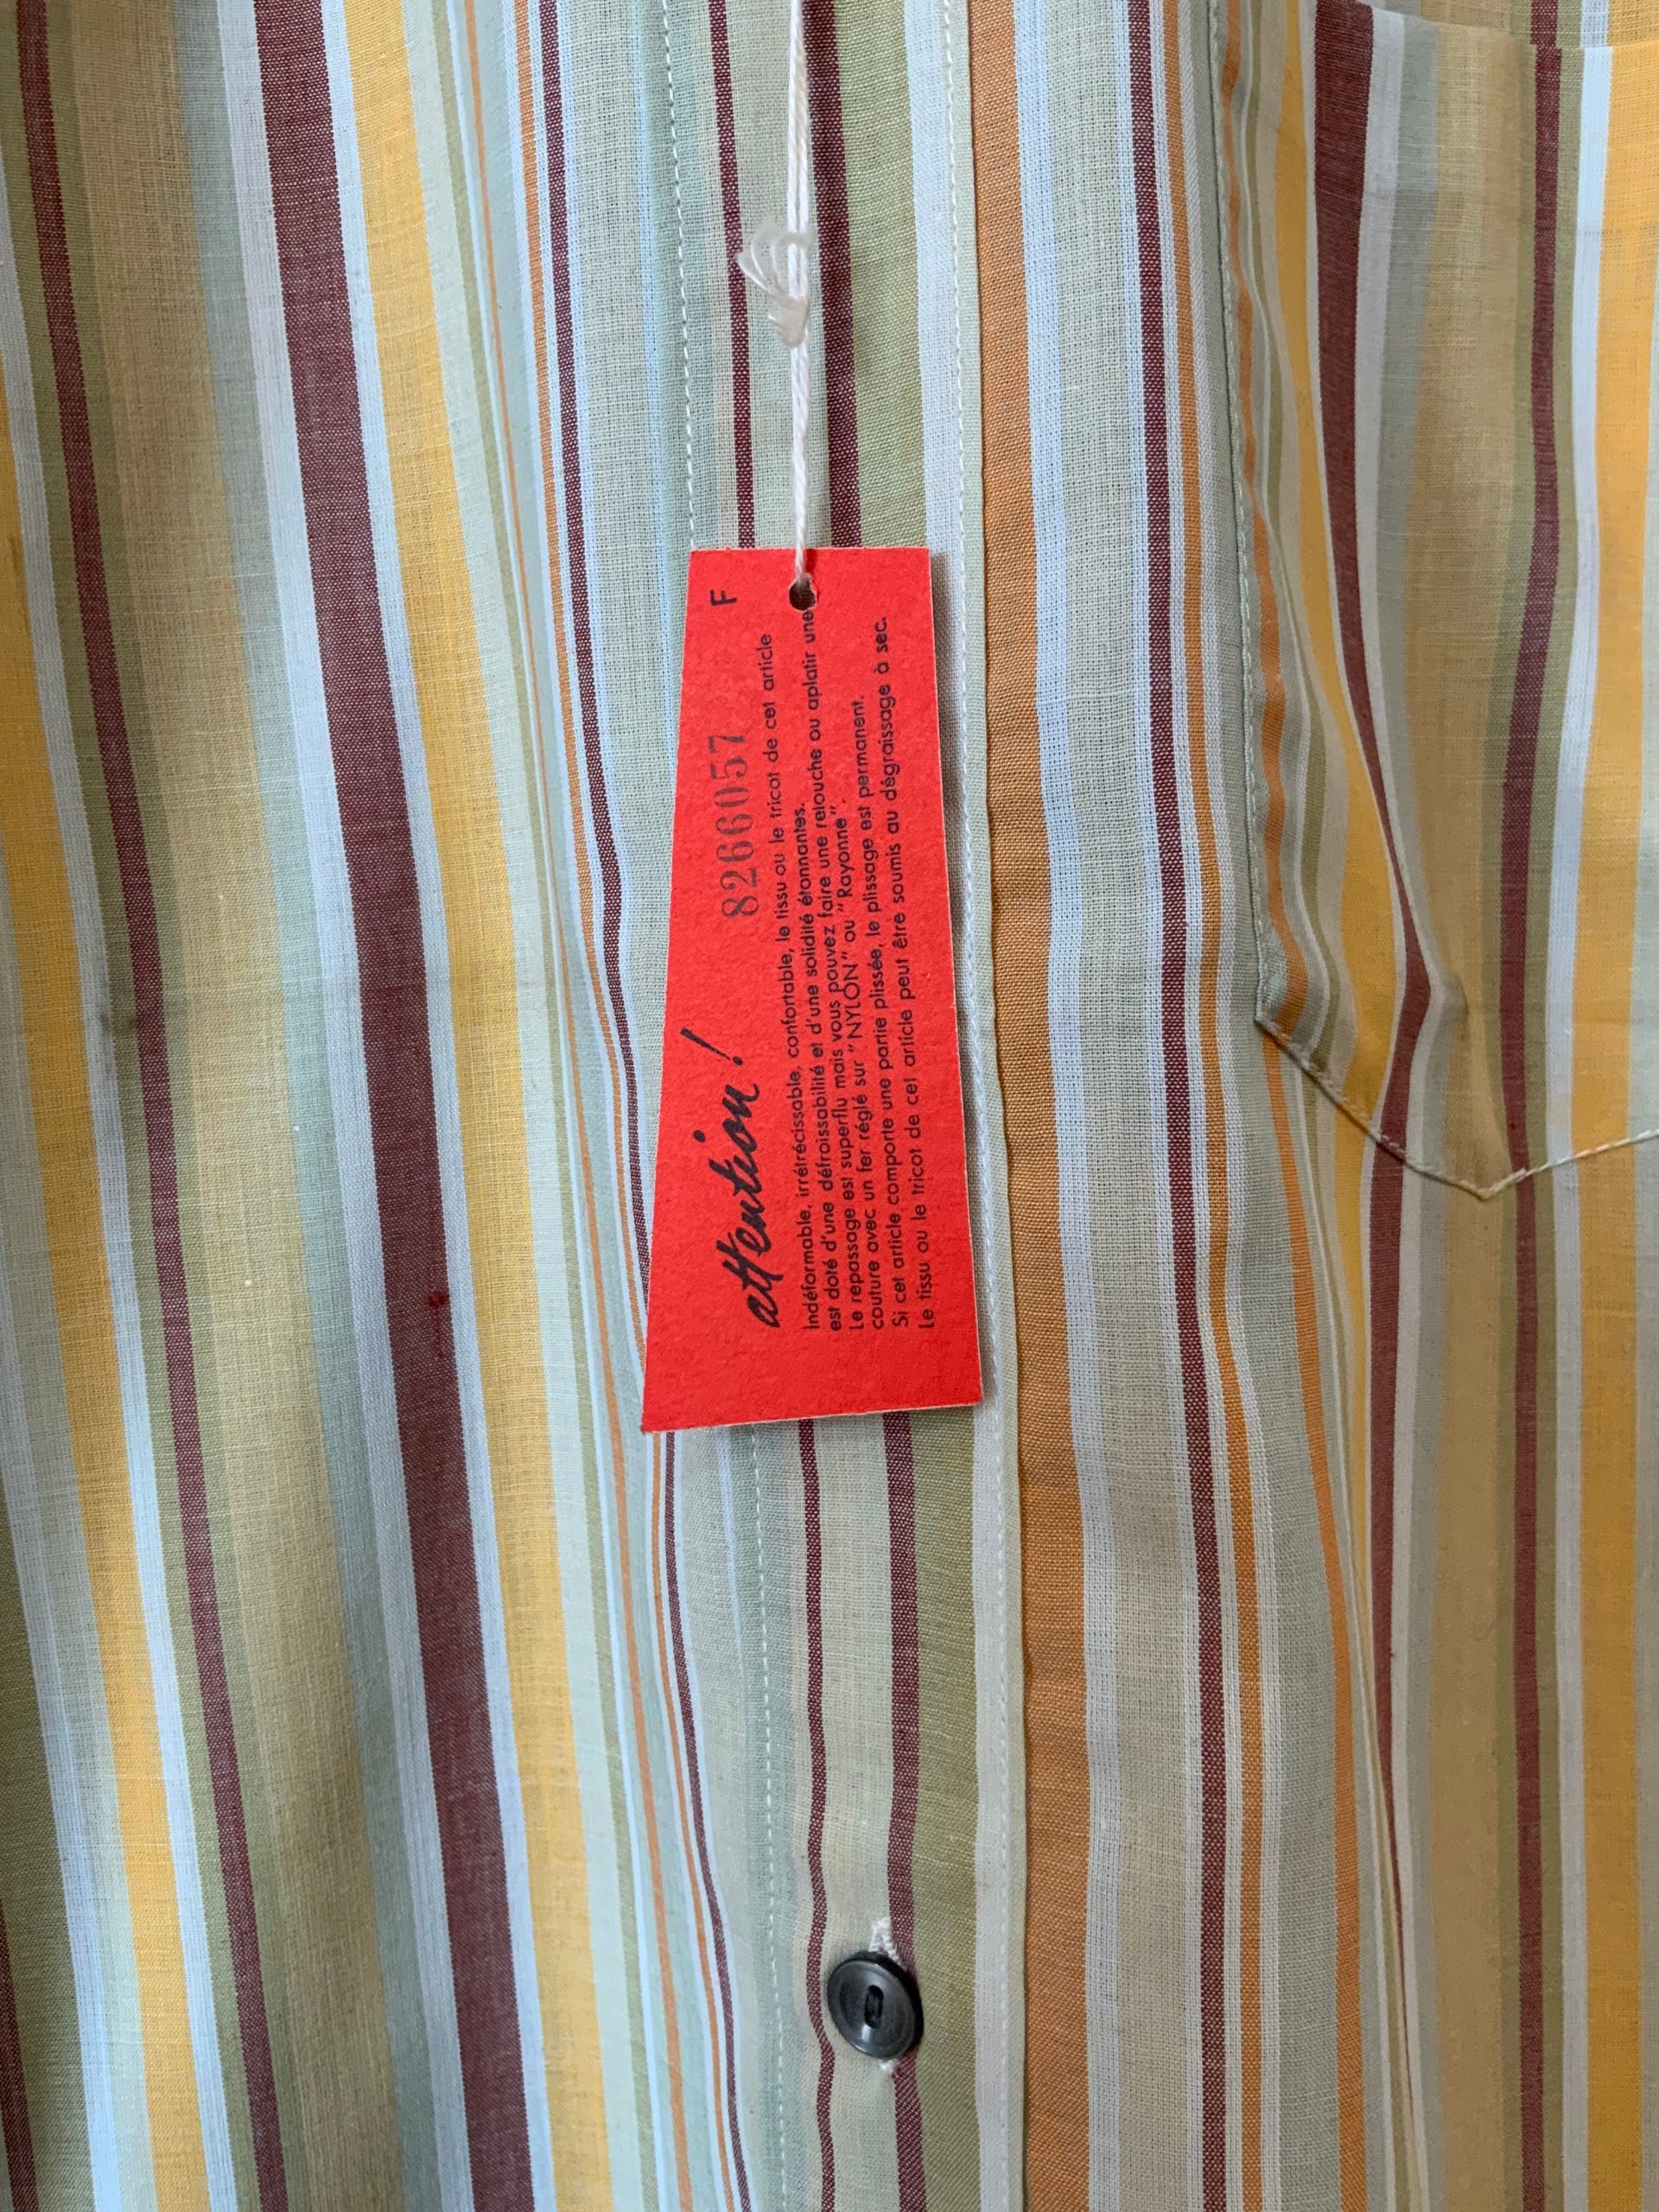 F
8266057
attention !
Indéformable, irrétrécissable, confortable, le tissu ou le tricot de cet article
est doté d'une défroissabilité et d'une solidité étonnantes.
Le repassage est superflu mais vous pouvez faire une retouche ou aplatir une
couture avec un fer réglé sur "NYLON" ou "Rayonne".
Si cet article comporte une partie plissée, le plissage est permanent.
Le tissu ou le tricot de cet article peut être soumis au dégraissage à sec.